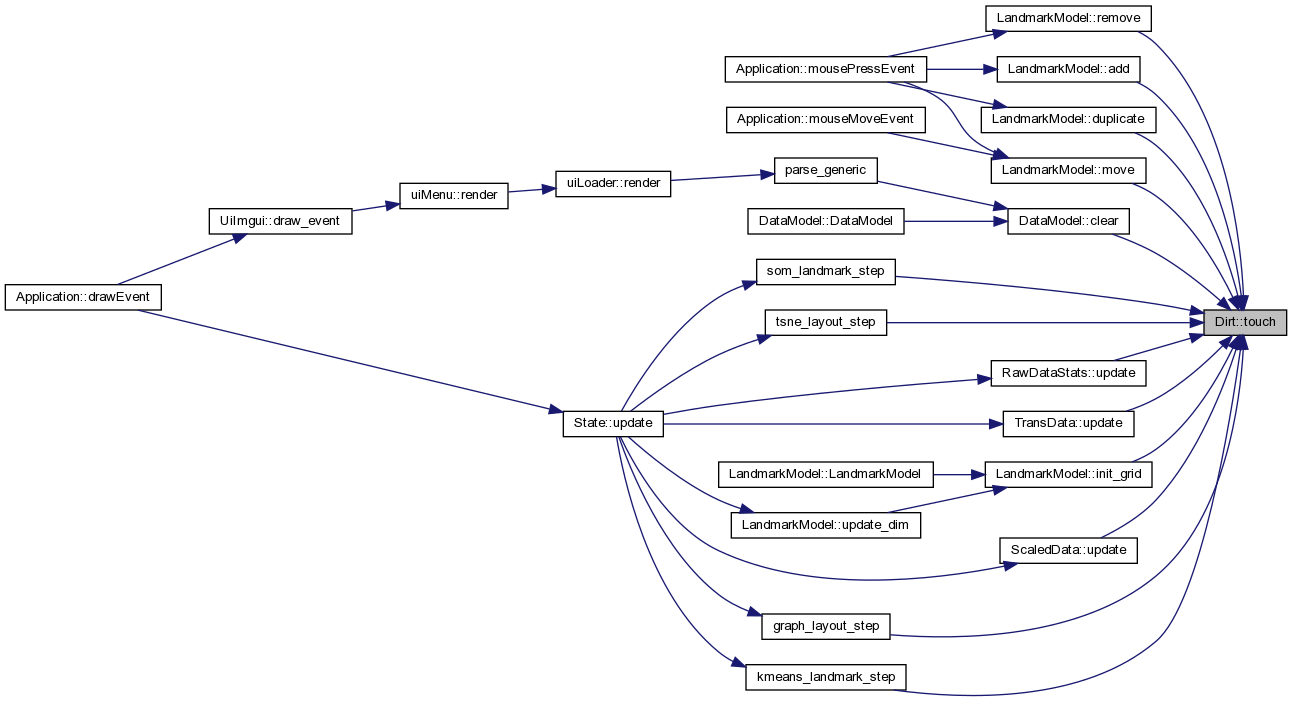 LandmarkModel::remove
Application::mousePressEvent
LandmarkModel::add
Application::mouseMoveEvent
LandmarkModel::duplicate
parse_generic
LandmarkModel::move
uiLoader::render
uiMenu::render
UiImgui::draw_event
DataModel::DataModel
DataModel::clear
som_landmark_step
Application::drawEvent
tsne_layout_step
Dirt::touch
RawDataStats::update
State::update
TransData::update
LandmarkModel::LandmarkModel
LandmarkModel::init_grid
LandmarkModel::update_dim
ScaledData::update
graph_layout_step
kmeans_landmark_step